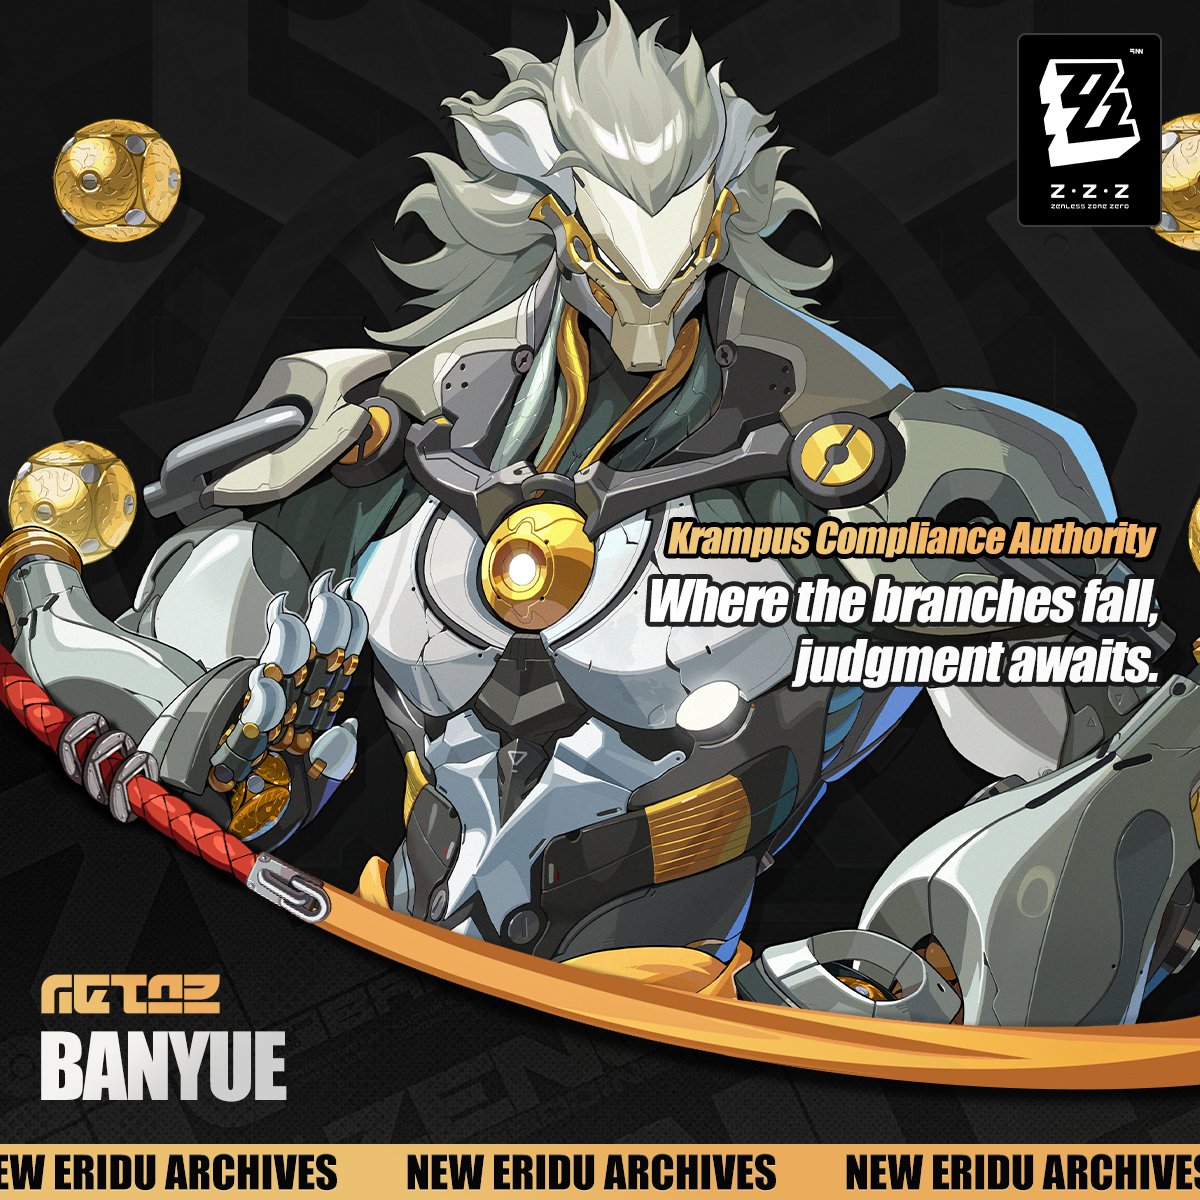 Z·Z·Z
ZENLESS ZONE ZERO
Krampus Compliance Authority
Where the branches fall,
judgment awaits.
BANYUE
EW ERIDU ARCHIVES NEW ERIDU ARCHIVES NEW ERIDU ARCHIVES